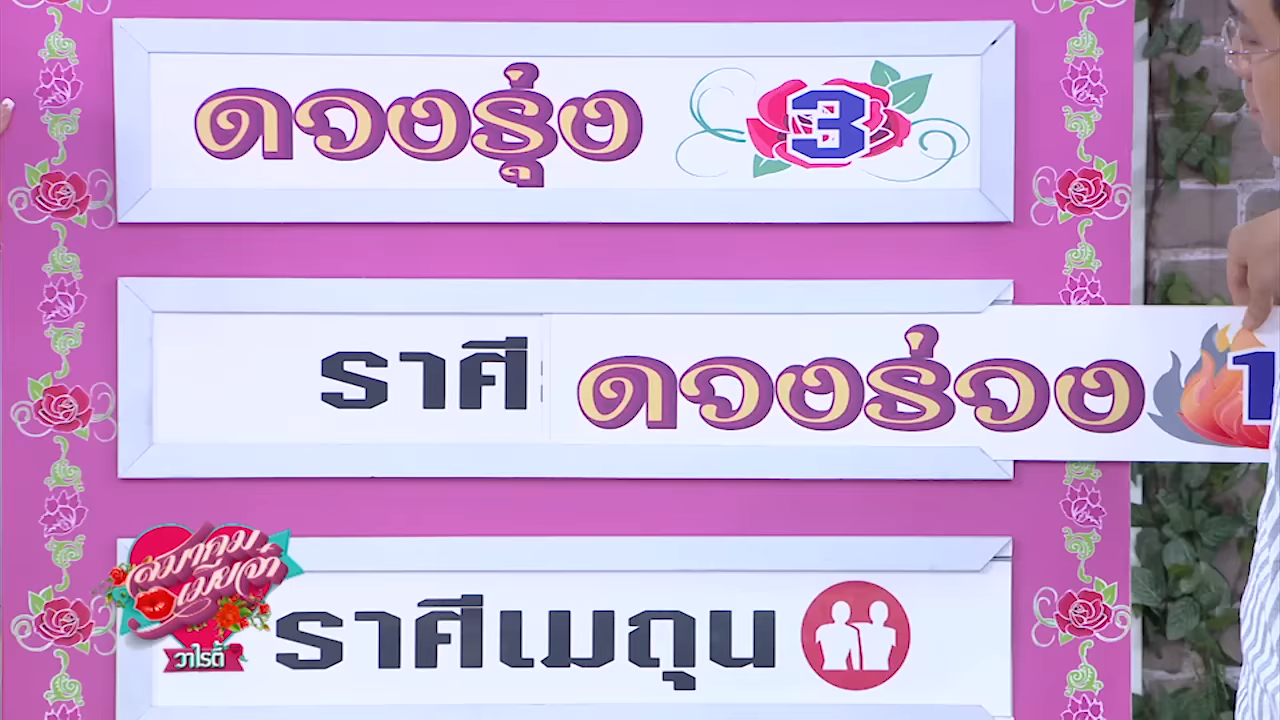 ดวงรุ่ง 3
ราศี ดวงร่วง 1
ราศีเมถุน
สมาคม
เมียจ๋า
วาไรตี้